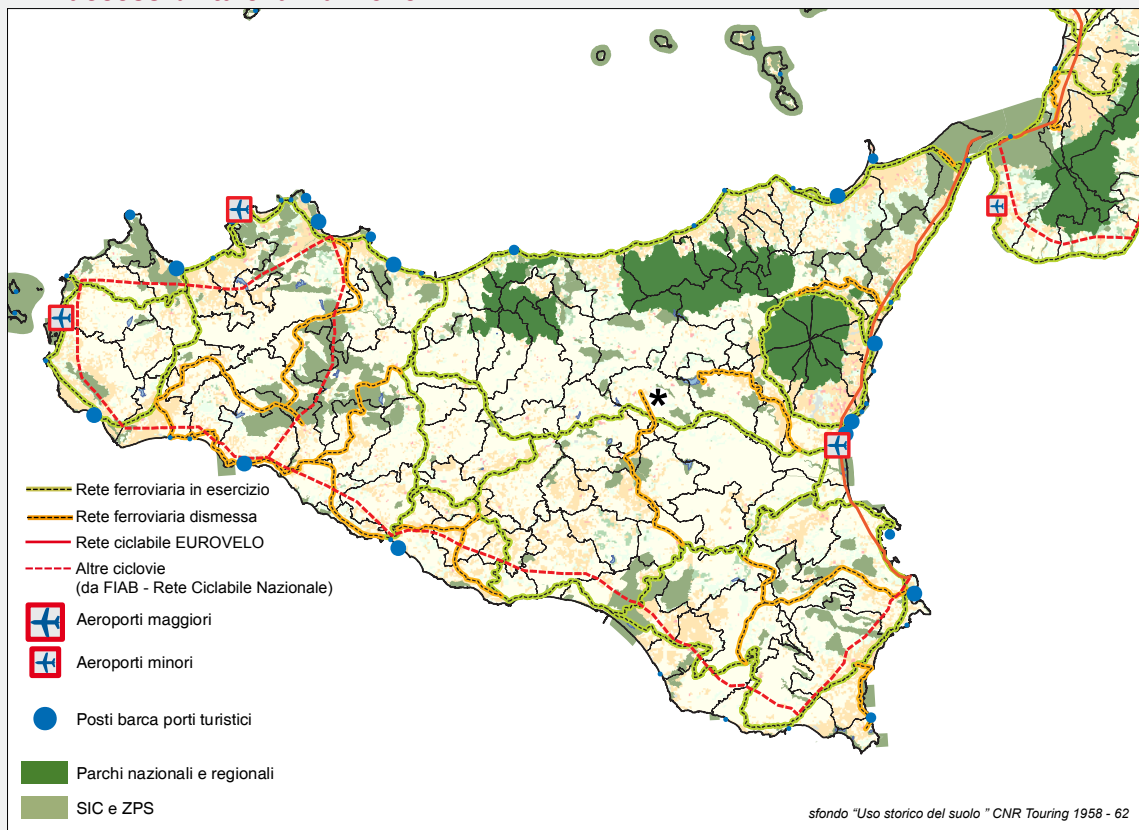 Rete ferroviaria in esercizio
Rete ferroviaria dismessa
Rete ciclabile EUROVELO
Altre ciclovie
(da FIAB - Rete Ciclabile Nazionale)
Aeroporti maggiori
Aeroporti minori
Posti barca porti turistici
Parchi nazionali e regionali
SIC e ZPS
*
sfondo "Uso storico del suolo " CNR Touring 1958 - 62